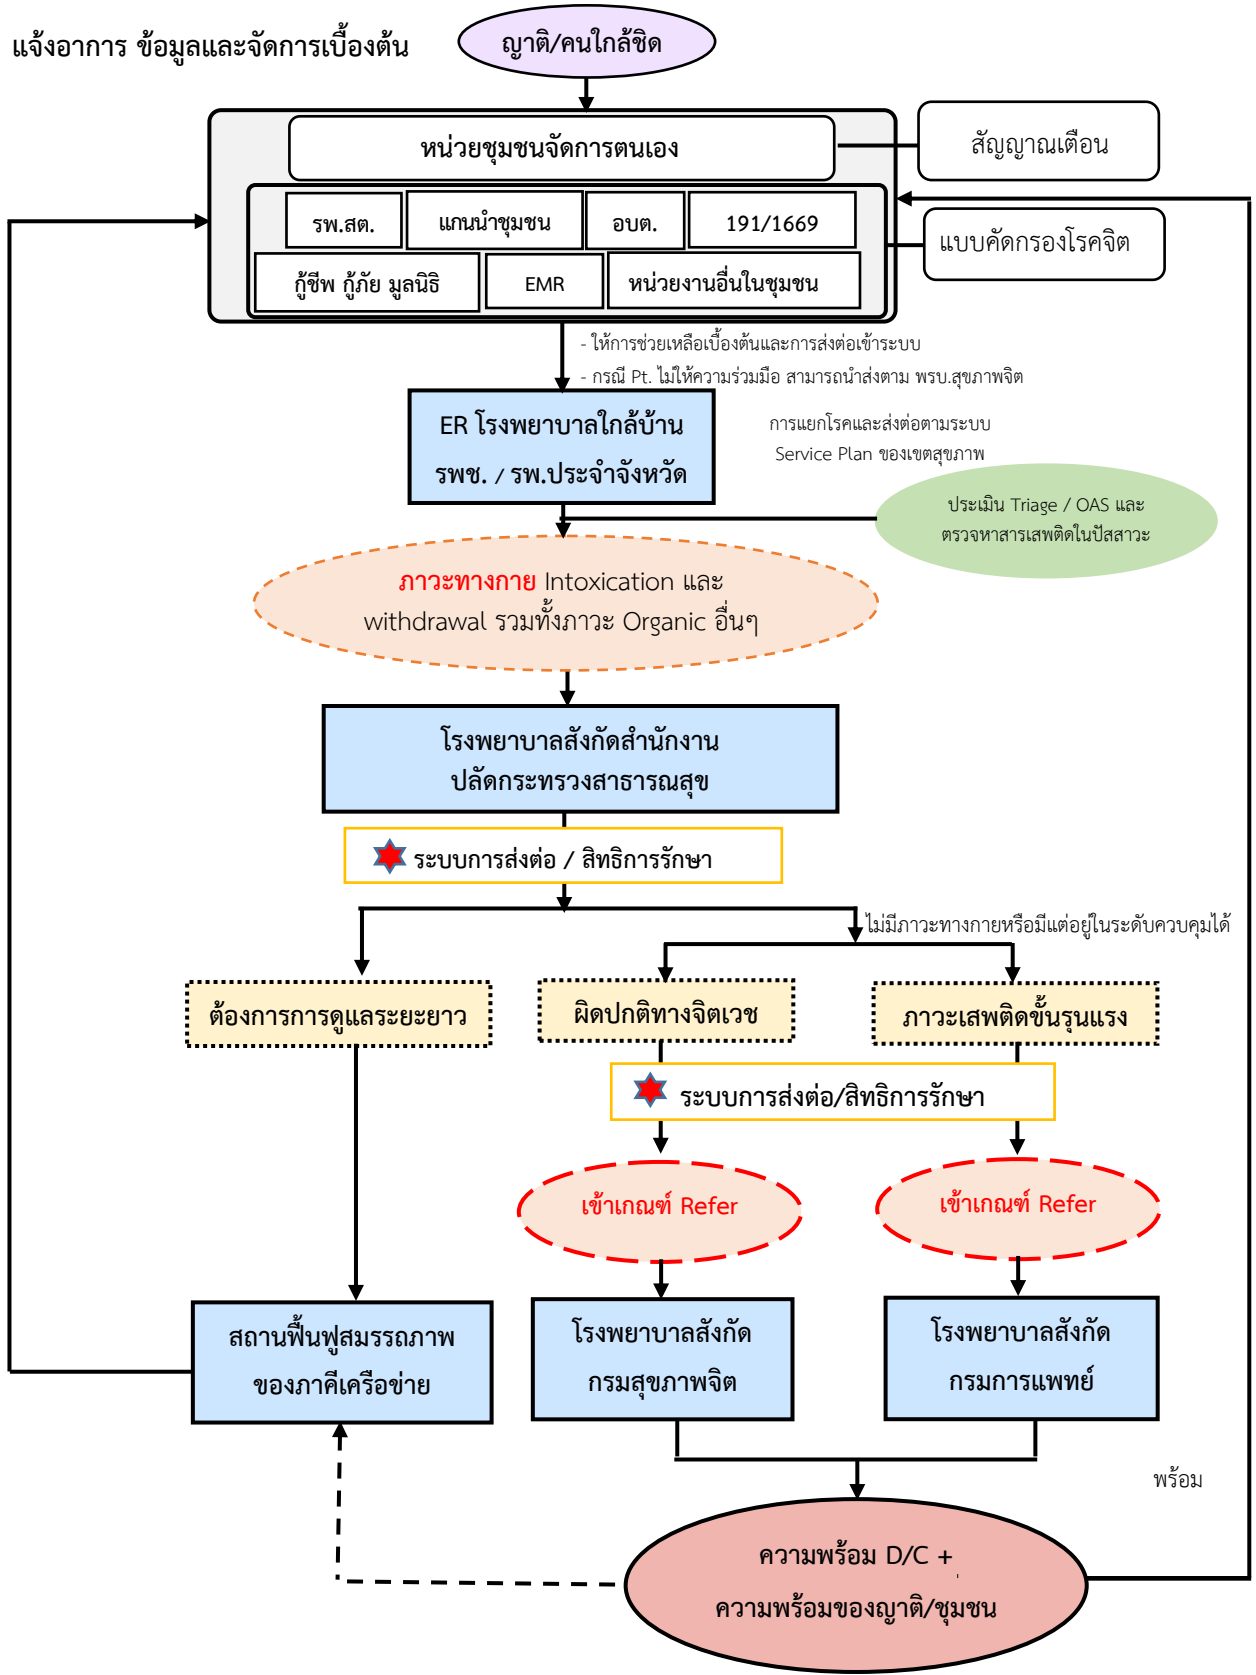 แจ้งอาการ ข้อมูลและจัดการเบื้องต้น
ญาติ/คนใกล้ชิด
หน่วยชุมชนจัดการตนเอง
สัญญาณเตือน
รพ.สต.
แกนนำชุมชน
อบต.
191/1669
แบบคัดกรองโรคจิต
กู้ชีพ กู้ภัย มูลนิธิ
EMR
หน่วยงานอื่นในชุมชน
- ให้การช่วยเหลือเบื้องต้นและการส่งต่อเข้าระบบ
- กรณี Pt. ไม่ให้ความร่วมมือ สามารถนำส่งตาม พรบ.สุขภาพจิต
ER โรงพยาบาลใกล้บ้าน
รพช. / รพ.ประจำจังหวัด
การแยกโรคและส่งต่อตามระบบ
Service Plan ของเขตสุขภาพ
ประเมิน Triage / OAS และ
ตรวจหาสารเสพติดในปัสสาวะ
ภาวะทางกาย Intoxication และ
withdrawal รวมทั้งภาวะ Organic อื่นๆ
โรงพยาบาลสังกัดสำนักงาน
ปลัดกระทรวงสาธารณสุข
ระบบการส่งต่อ / สิทธิการรักษา
ไม่มีภาวะทางกายหรือมีแต่อยู่ในระดับควบคุมได้
ต้องการการดูแลระยะยาว
ผิดปกติทางจิตเวช
ภาวะเสพติดขั้นรุนแรง
ระบบการส่งต่อ/สิทธิการรักษา
เข้าเกณฑ์ Refer
เข้าเกณฑ์ Refer
สถานฟื้นฟูสมรรถภาพ
ของภาคีเครือข่าย
โรงพยาบาลสังกัด
กรมสุขภาพจิต
โรงพยาบาลสังกัด
กรมการแพทย์
พร้อม
ความพร้อม D/C +
ความพร้อมของญาติ/ชุมชน